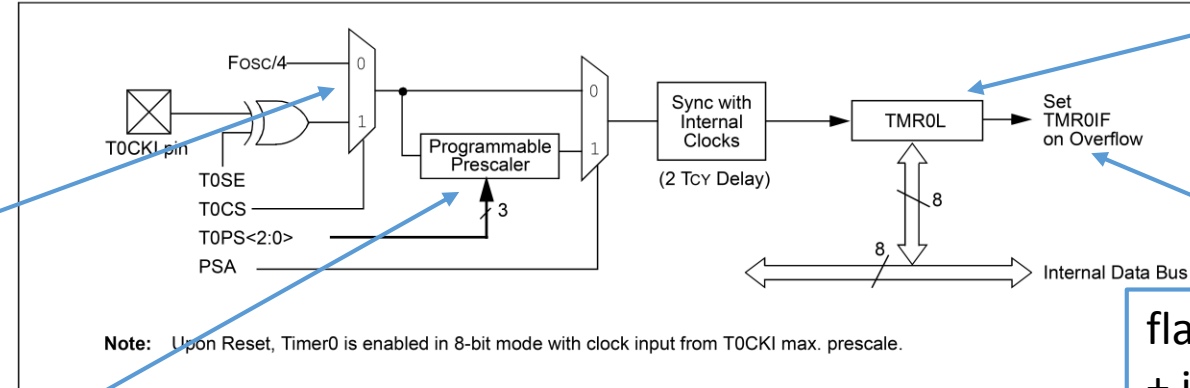 Fosc/4
0
1
T0CKI pin
T0SE
T0CS
T0PS<2:0>
PSA
Programmable
Prescaler
3
0
1
Sync with
Internal
Clocks
(2 TCY Delay)
TMR0L
Set
TMR0IF
on Overflow
8
8
Internal Data Bus
Note: Upon Reset, Timer0 is enabled in 8-bit mode with clock input from T0CKI max. prescale.